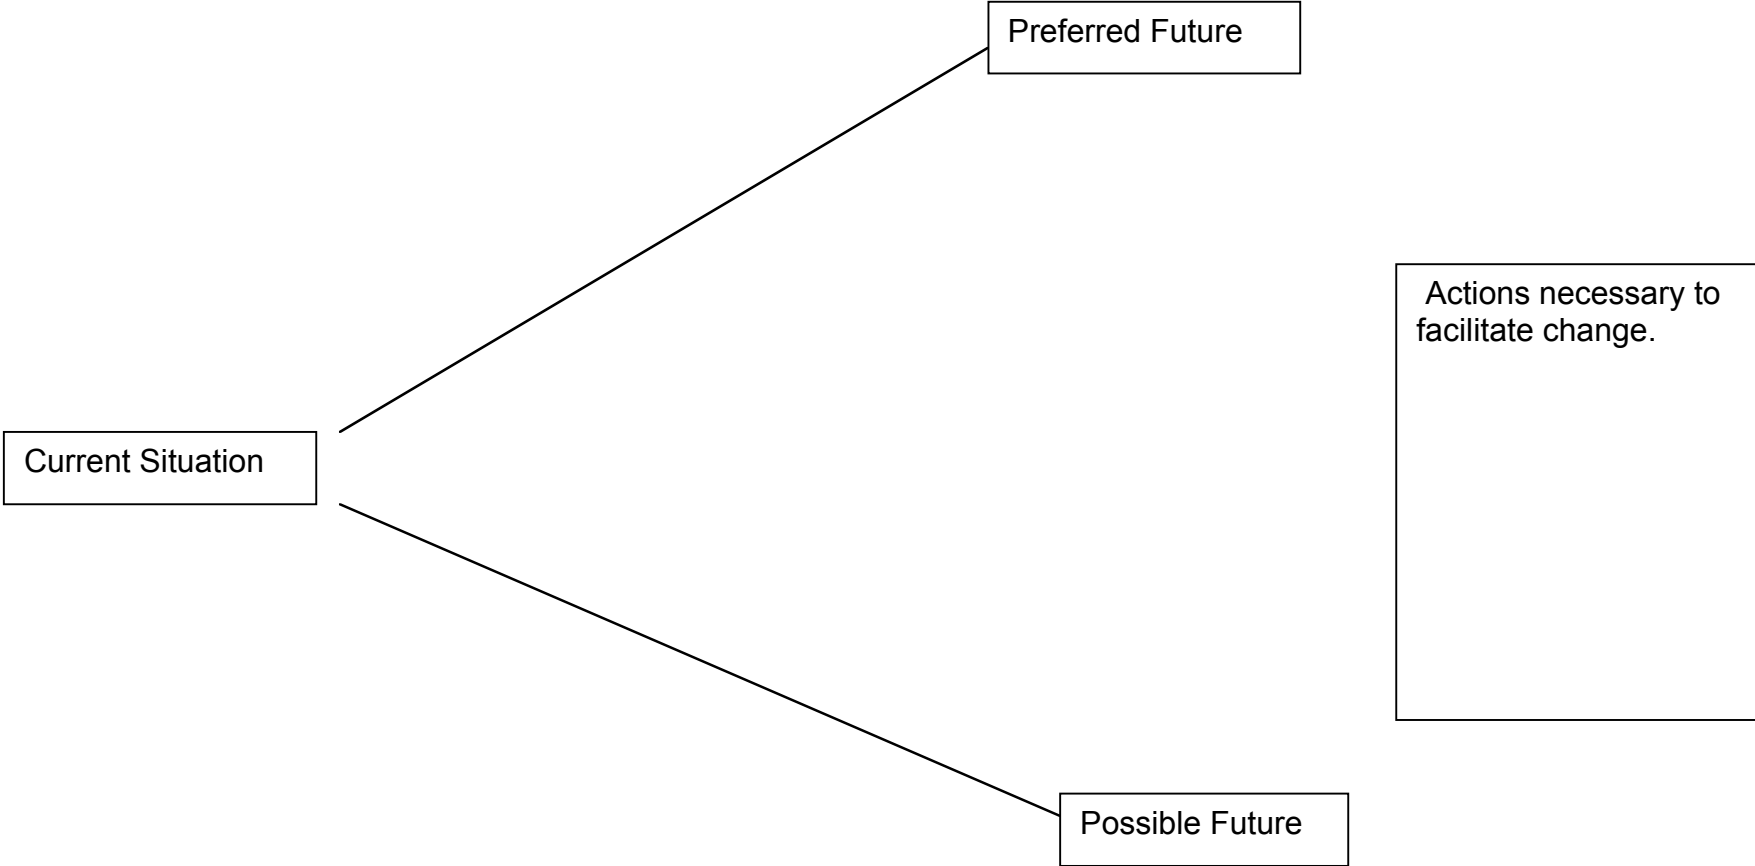 Preferred Future
Actions necessary to
facilitate change.
Current Situation
Possible Future